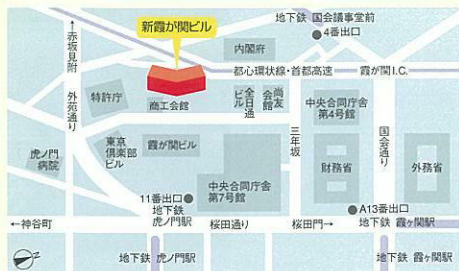 地下鉄 国会議事堂前
4番出口
新霞が関ビル
内閣府
←赤坂見附
都心環状線・首都高速
霞が関I.C.
外苑通り
特許庁
商工会館
全日通
ビル
尚友
会館
中央合同庁舎
第4号館
三年坂
国会通り
虎ノ門
病院
東京
倶楽部
ビル
霞が関ビル
財務省
外務省
中央合同庁舎
第7号館
11番出口
地下鉄
虎ノ門駅
A13番出口
地下鉄 霞ヶ関駅
←神谷町
桜田通り
桜田門→
地下鉄 虎ノ門駅
地下鉄 霞ヶ関駅